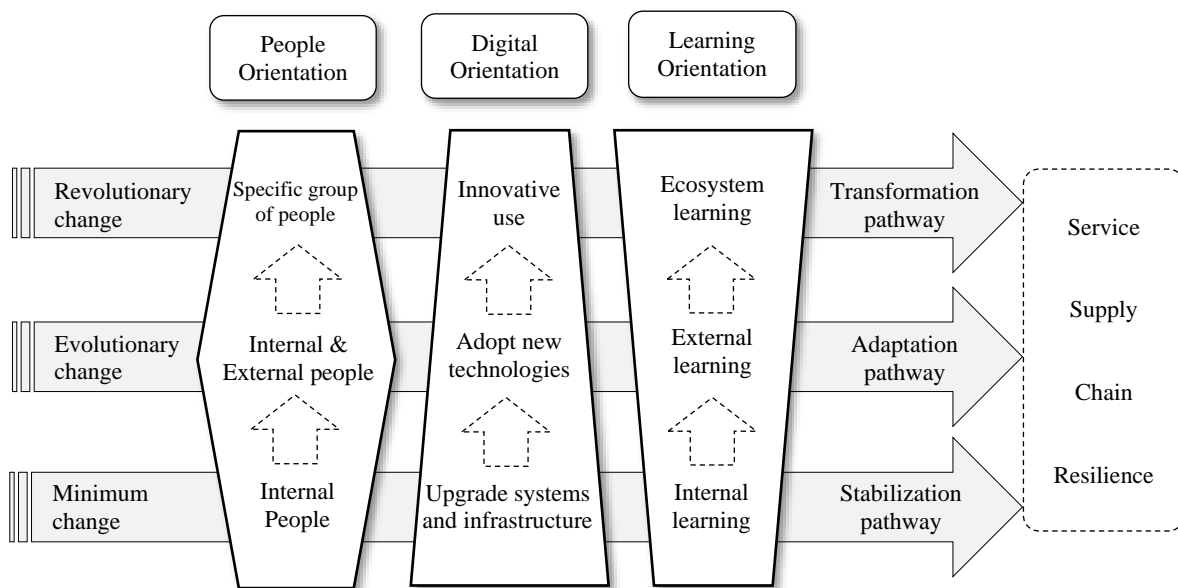 People
Orientation
Digital
Orientation
Learning
Orientation
Revolutionary
change
Specific group
of people
Innovative
use
Ecosystem
learning
Transformation
pathway
Evolutionary
change
Internal &
External people
Adopt new
technologies
External
learning
Adaptation
pathway
Minimum
change
Internal
People
Upgrade systems
and infrastructure
Internal
learning
Stabilization
pathway
Service
Supply
Chain
Resilience